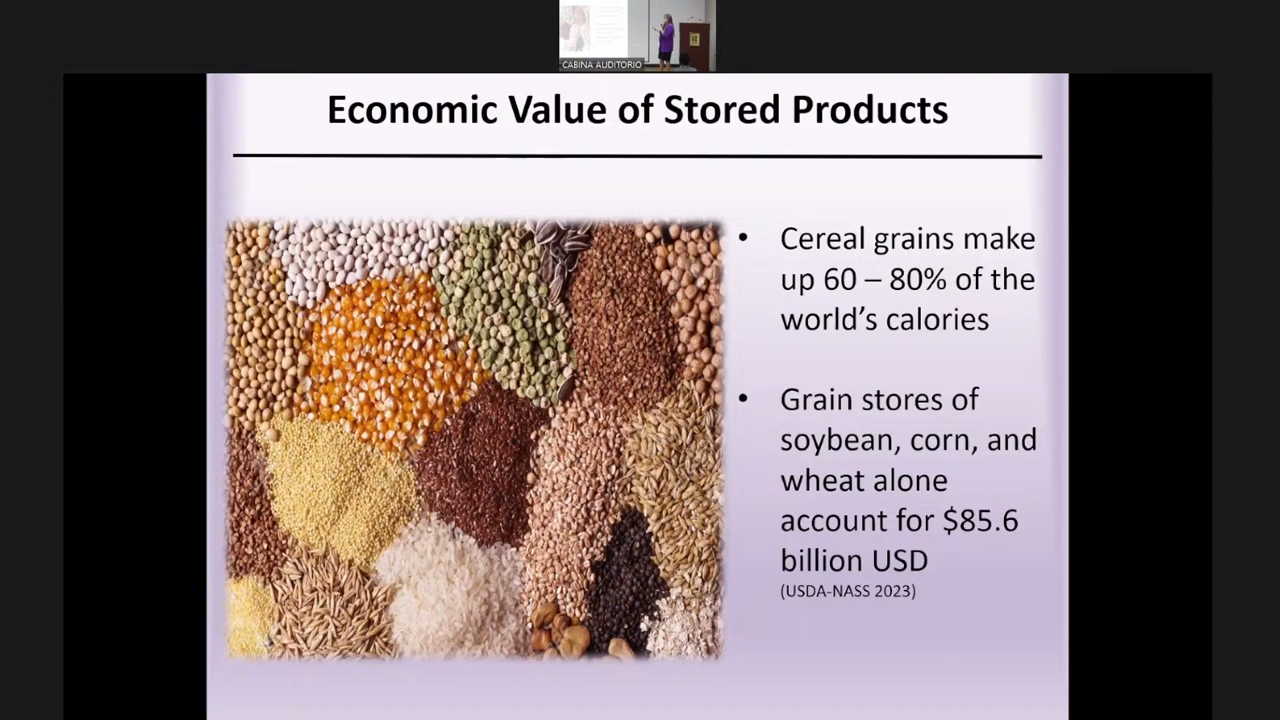 CABINA AUDITORIO
Economic Value of Stored Products
• Cereal grains make
up 60 – 80% of the
world's calories
• Grain stores of
soybean, corn, and
wheat alone
account for $85.6
billion USD
(USDA-NASS 2023)